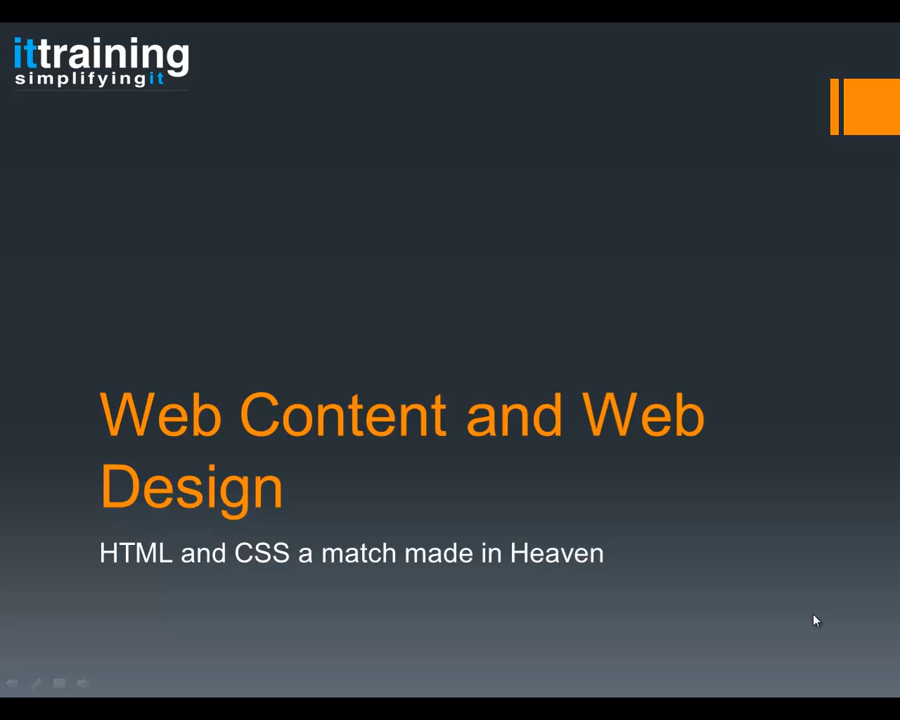 ittraining
simplifyingit
Web Content and Web
Design
HTML and CSS a match made in Heaven